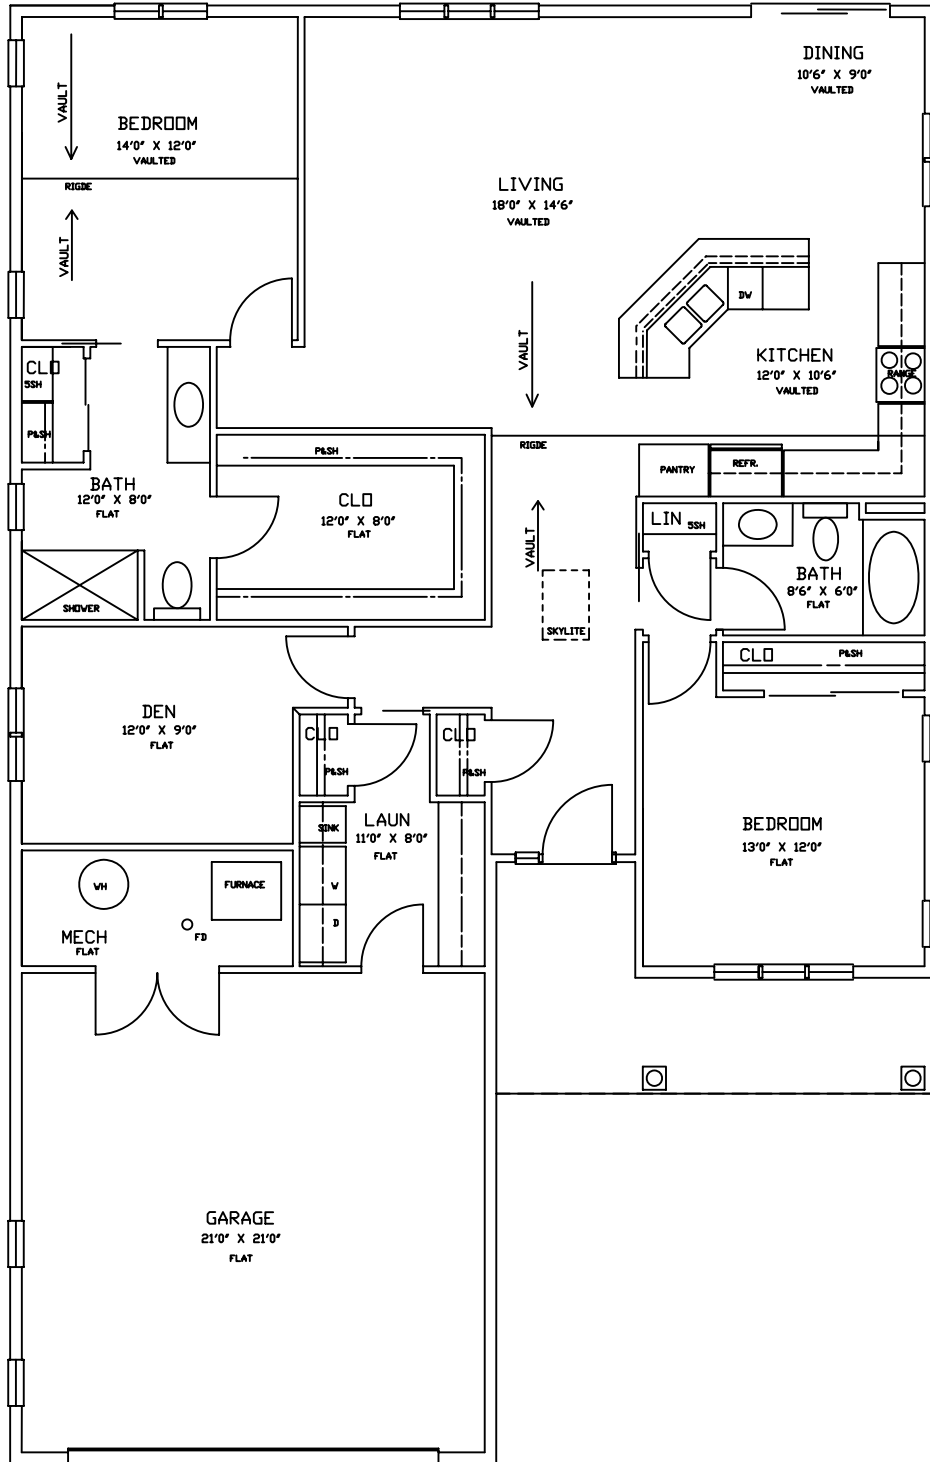 DINING
10'6" X 9'0"
VAULTED
VAULT
BEDROOM
14'0" X 12'0"
VAULTED
RIGDE
VAULT
LIVING
18'0" X 14'6"
VAULTED
DW
VAULT
KITCHEN
12'0" X 10'6"
VAULTED
RANGE
CLO
5SH
P&SH
RIGDE
PANTRY
REFR.
P&SH
BATH
12'0" X 8'0"
FLAT
CLO
12'0" X 8'0"
FLAT
VAULT
LIN 5SH
BATH
8'6" X 6'0"
FLAT
SHOWER
SKYLITE
CLO
P&SH
DEN
12'0" X 9'0"
FLAT
CLO
P&SH
CLO
P&SH
SINK
LAUN
11'0" X 8'0"
FLAT
BEDROOM
13'0" X 12'0"
FLAT
WH
FURNACE
W
D
MECH
FLAT
FD
GARAGE
21'0" X 21'0"
FLAT